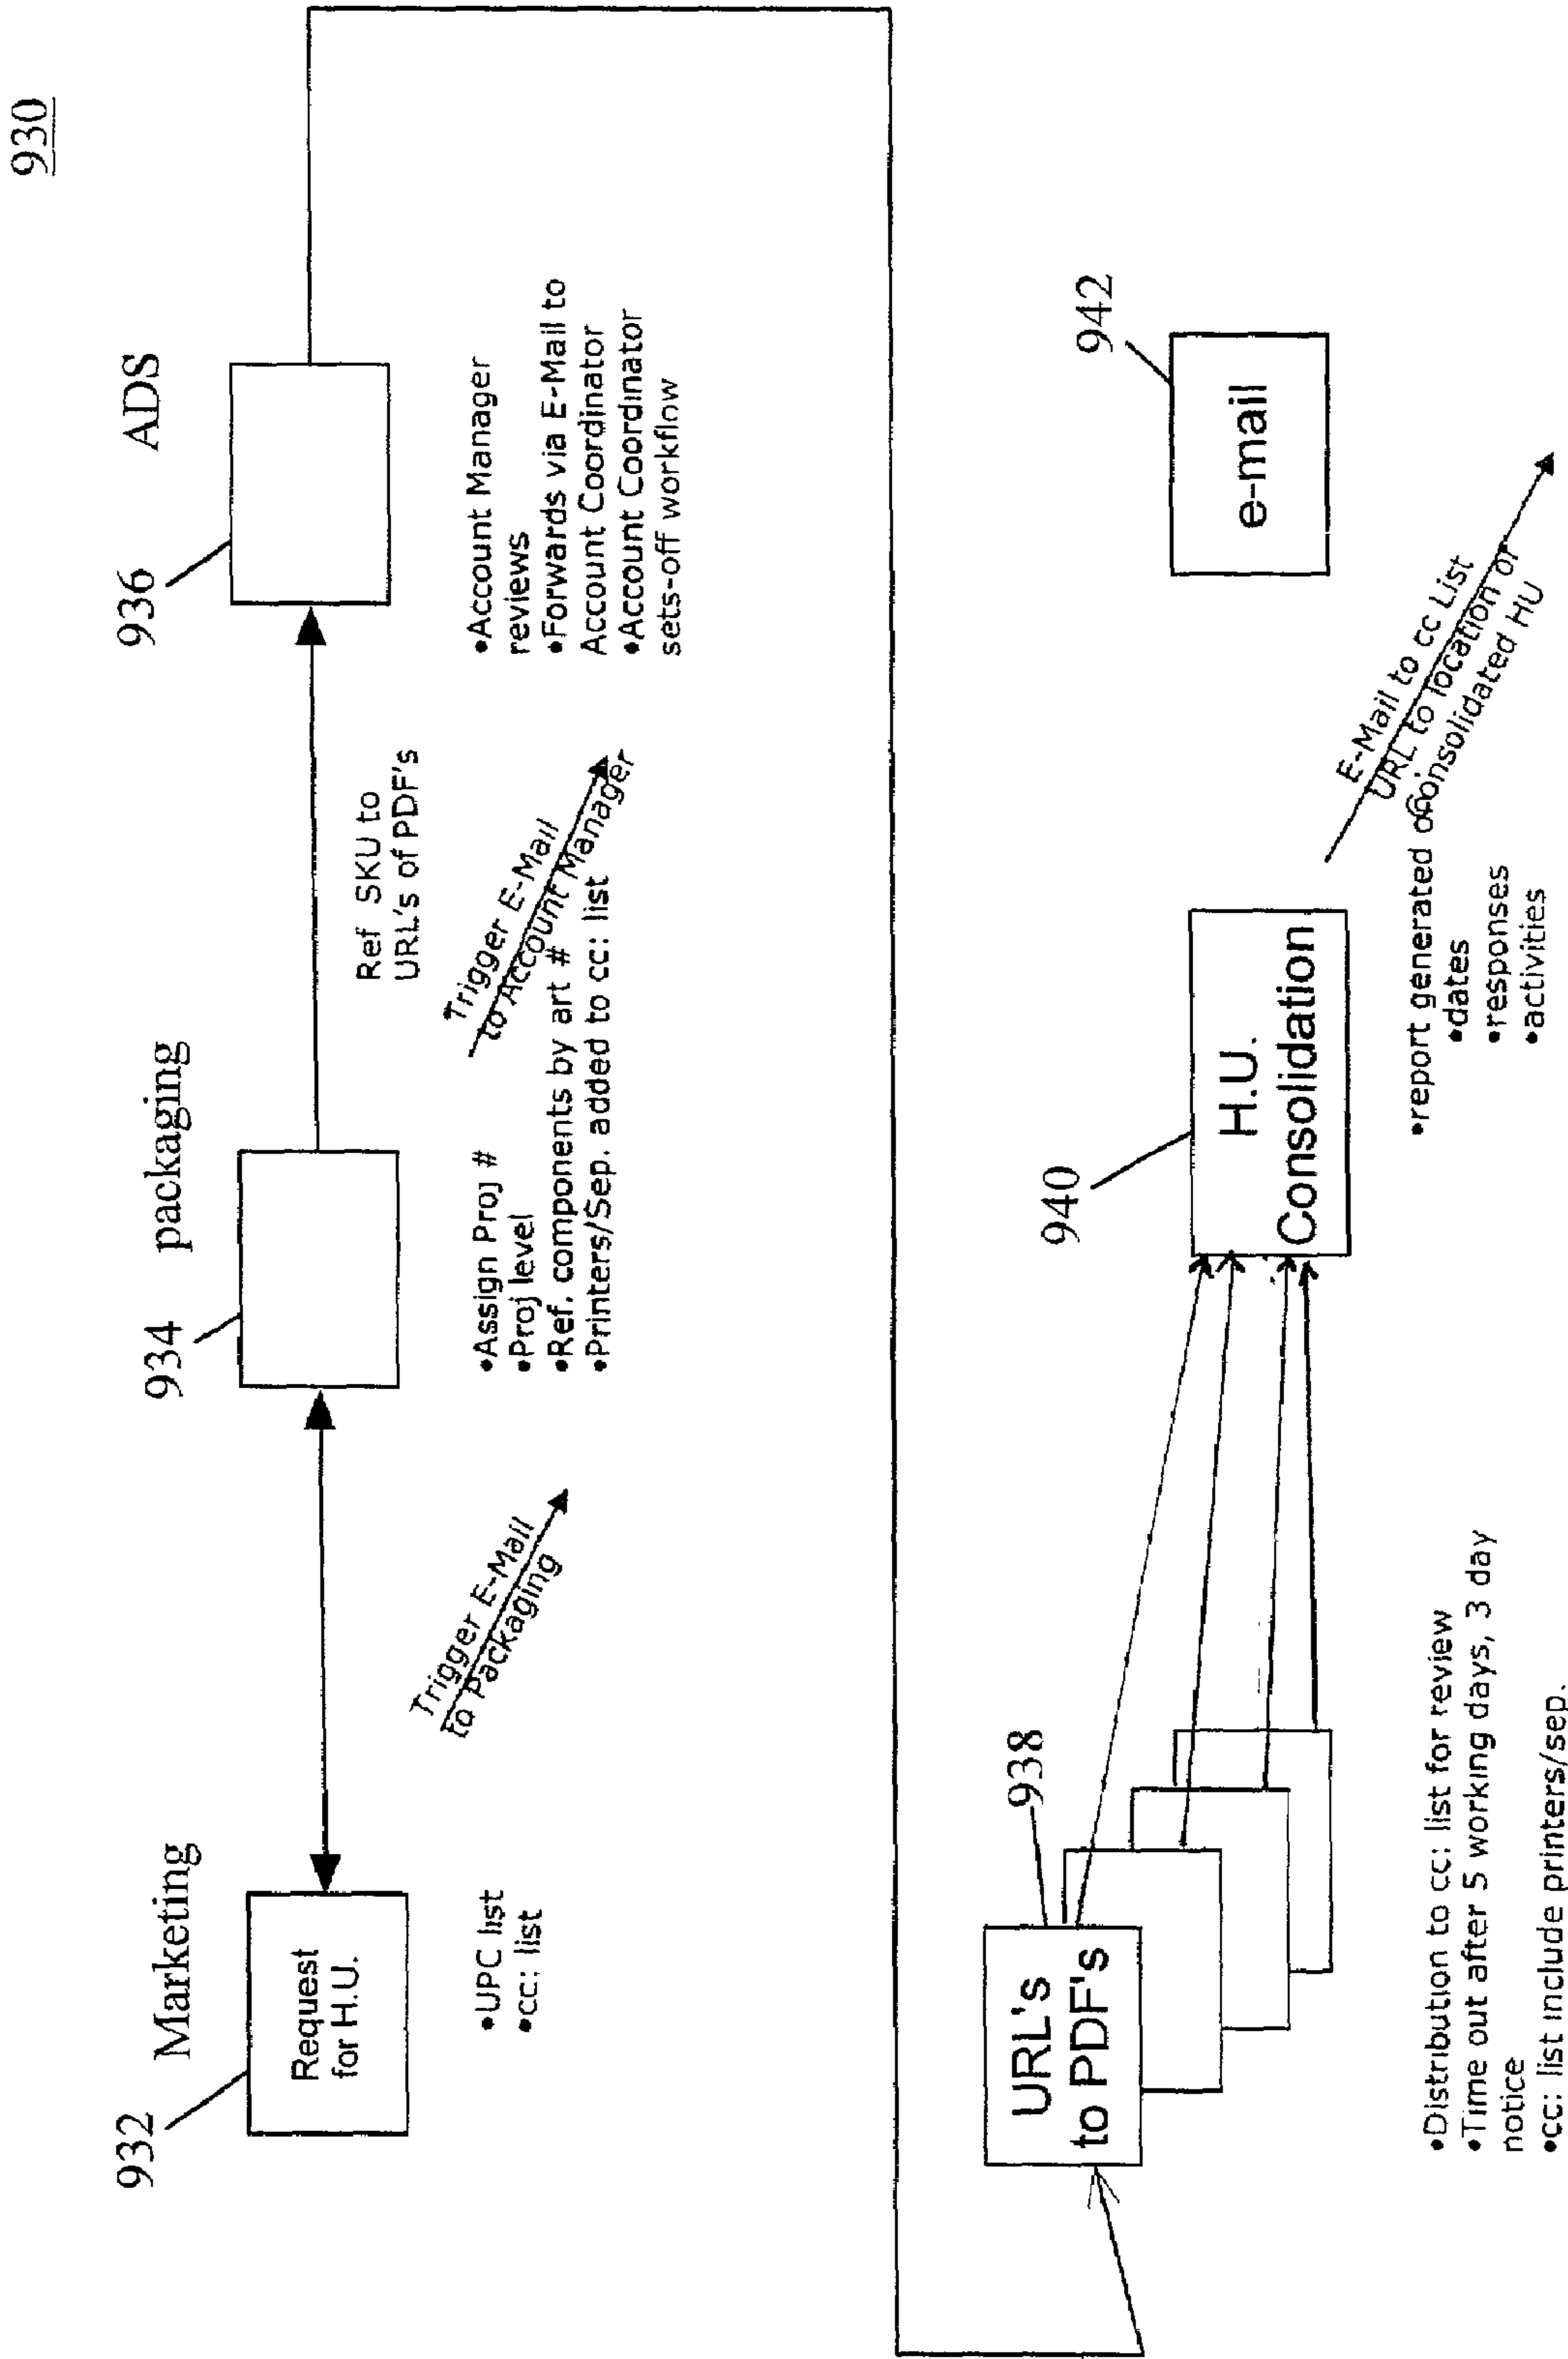 930
Marketing
packaging
ADS
932
934
936
Request
for H.U.
•UPC list
•cc: list
Trigger E-Mail
to Packaging
•Assign Proj #
•Proj level
•Ref. components by art #
•Printers/Sep. added to cc: list
Ref SKU to
URL's of PDF's
Trigger E-Mail
to Account Manager
•Account Manager
reviews
•Forwards via E-Mail to
Account Coordinator
•Account Coordinator
sets-off workflow
938
URL's
to PDF's
•Distribution to cc: list for review
•Time out after 5 working days, 3 day
notice
•cc: list include printers/sep.
940
H.U.
Consolidation
•report generated of
•dates
•responses
•activities
E-Mail to cc List
URL to location of
consolidated HU
942
e-mail